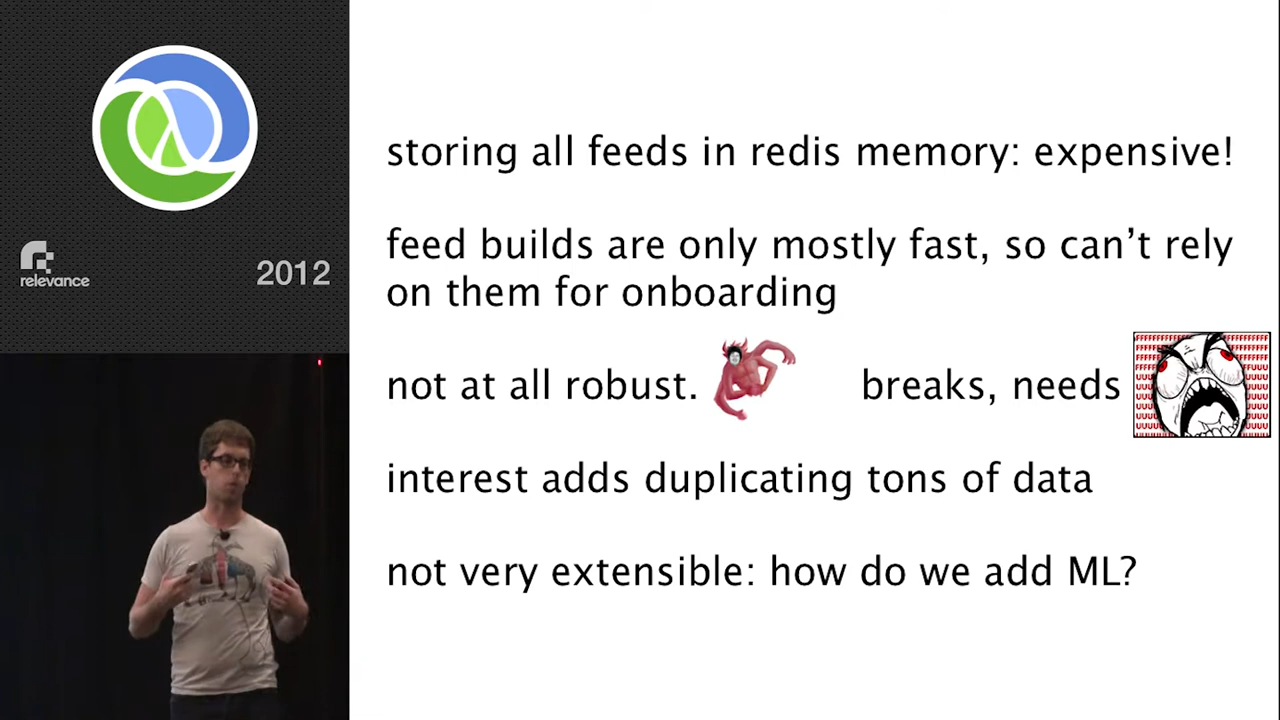 relevance
2012
storing all feeds in redis memory: expensive!
feed builds are only mostly fast, so can’t rely
on them for onboarding
not at all robust. breaks, needs
FFFFFFFFFFFFFFFFF
interest adds duplicating tons of data
not very extensible: how do we add ML?